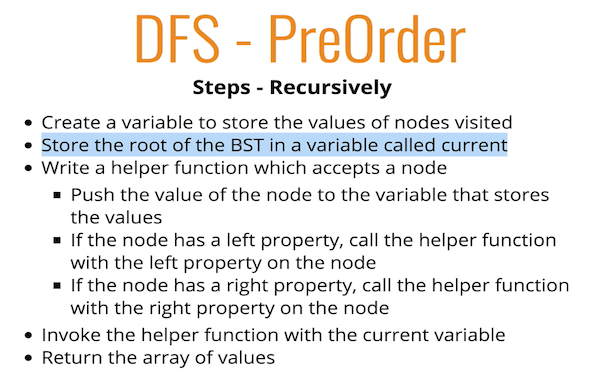 DFS - PreOrder
Steps - Recursively
• Create a variable to store the values of nodes visited
• Store the root of the BST in a variable called current
• Write a helper function which accepts a node
▪ Push the value of the node to the variable that stores
the values
▪ If the node has a left property, call the helper function
with the left property on the node
▪ If the node has a right property, call the helper function
with the right property on the node
• Invoke the helper function with the current variable
• Return the array of values